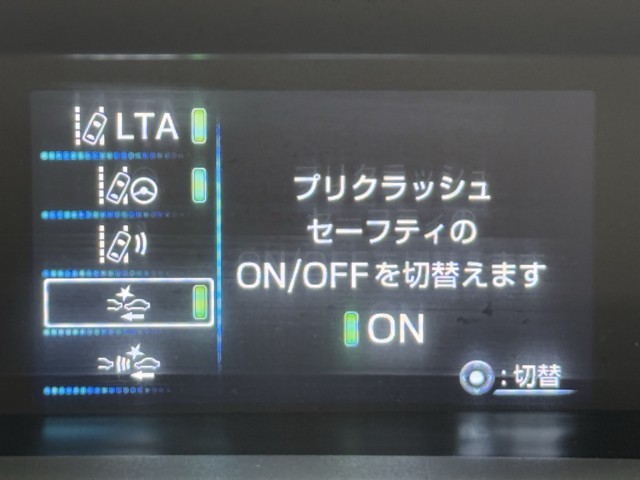 LTA
プリクラッシュ
セーフティの
ON/OFFを切替えます
ON
:切替